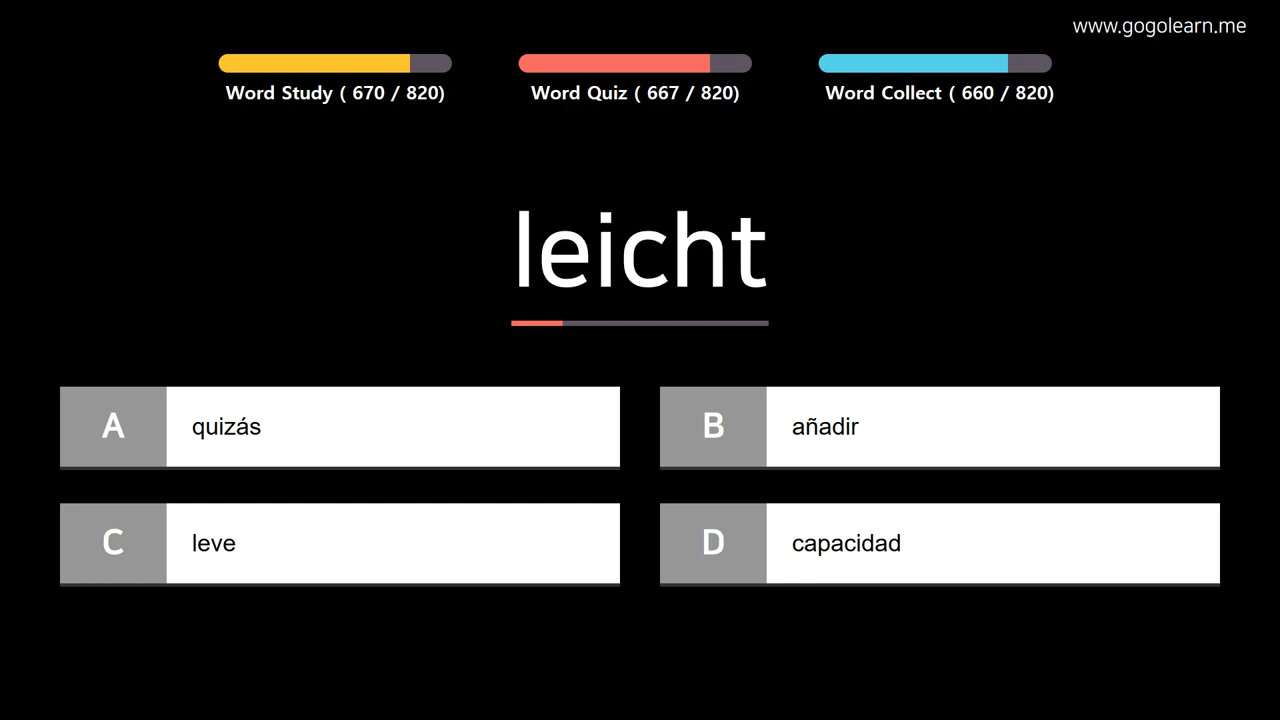 www.gogolearn.me
Word Study ( 670 / 820)
Word Quiz ( 667 / 820)
Word Collect ( 660 / 820)
leicht
A quizás
B añadir
C leve
D capacidad